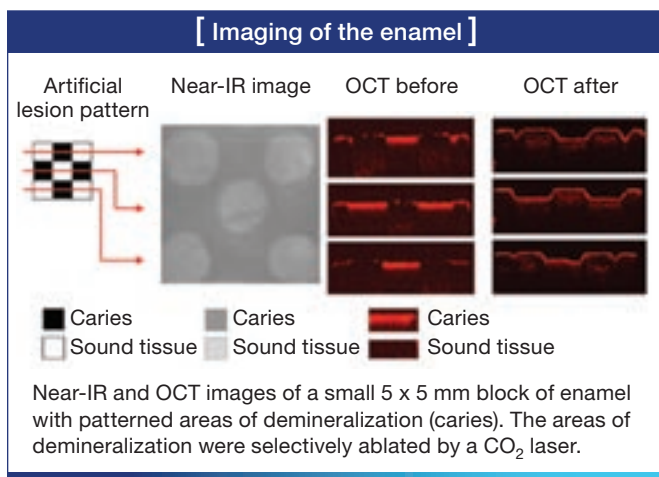 [ Imaging of the enamel ]
Artificial
lesion pattern
Near-IR image
OCT before
OCT after
Caries
Sound tissue
Caries
Sound tissue
Caries
Sound tissue
Near-IR and OCT images of a small 5 x 5 mm block of enamel
with patterned areas of demineralization (caries). The areas of
demineralization were selectively ablated by a CO₂ laser.